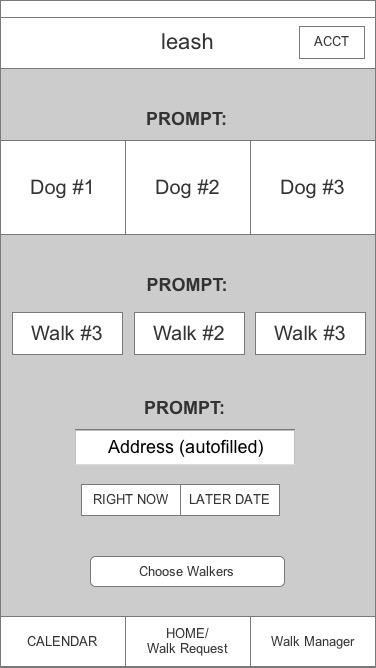 leash
ACCT
PROMPT:
Dog #1
Dog #2
Dog #3
PROMPT:
Walk #3
Walk #2
Walk #3
PROMPT:
Address (autofilled)
RIGHT NOW
LATER DATE
Choose Walkers
CALENDAR
HOME/
Walk Request
Walk Manager